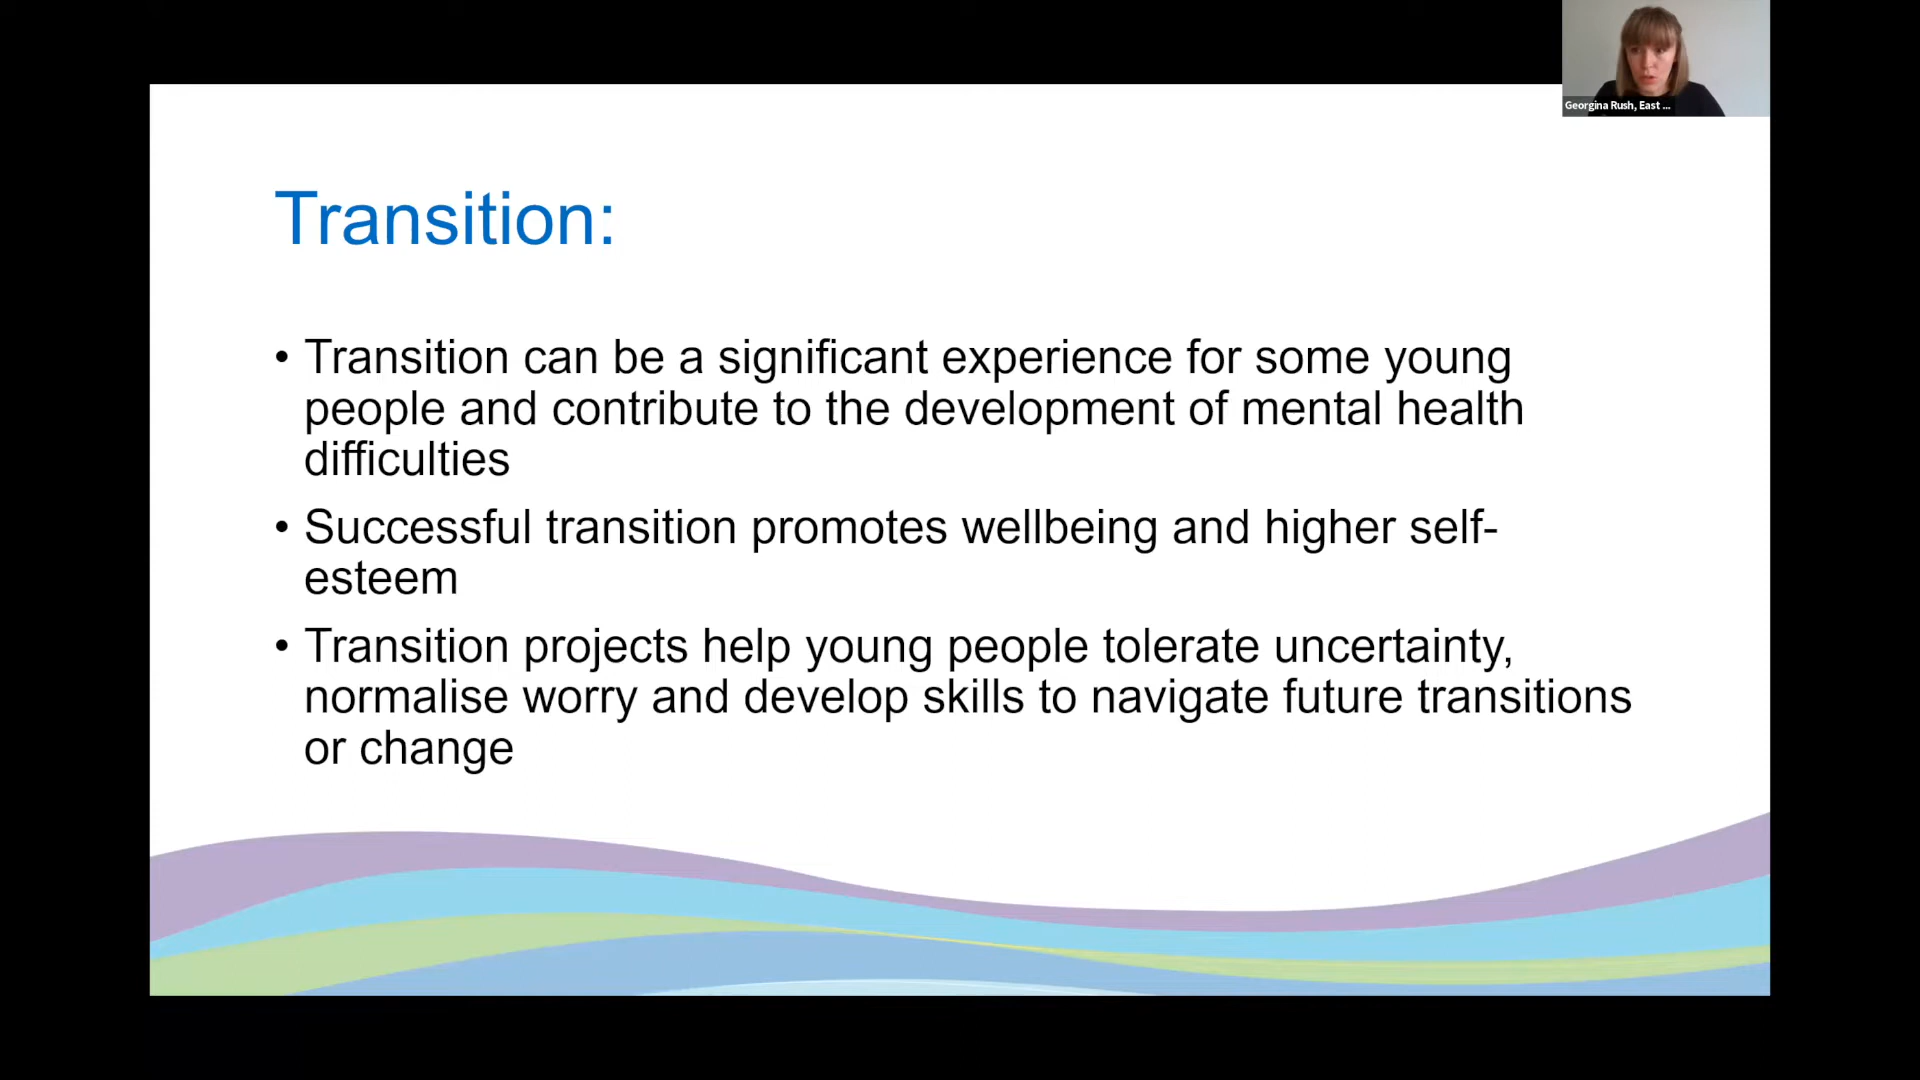 Georgina Rush, East ...
Transition:
• Transition can be a significant experience for some young
people and contribute to the development of mental health
difficulties
• Successful transition promotes wellbeing and higher self-
esteem
• Transition projects help young people tolerate uncertainty,
normalise worry and develop skills to navigate future transitions
or change